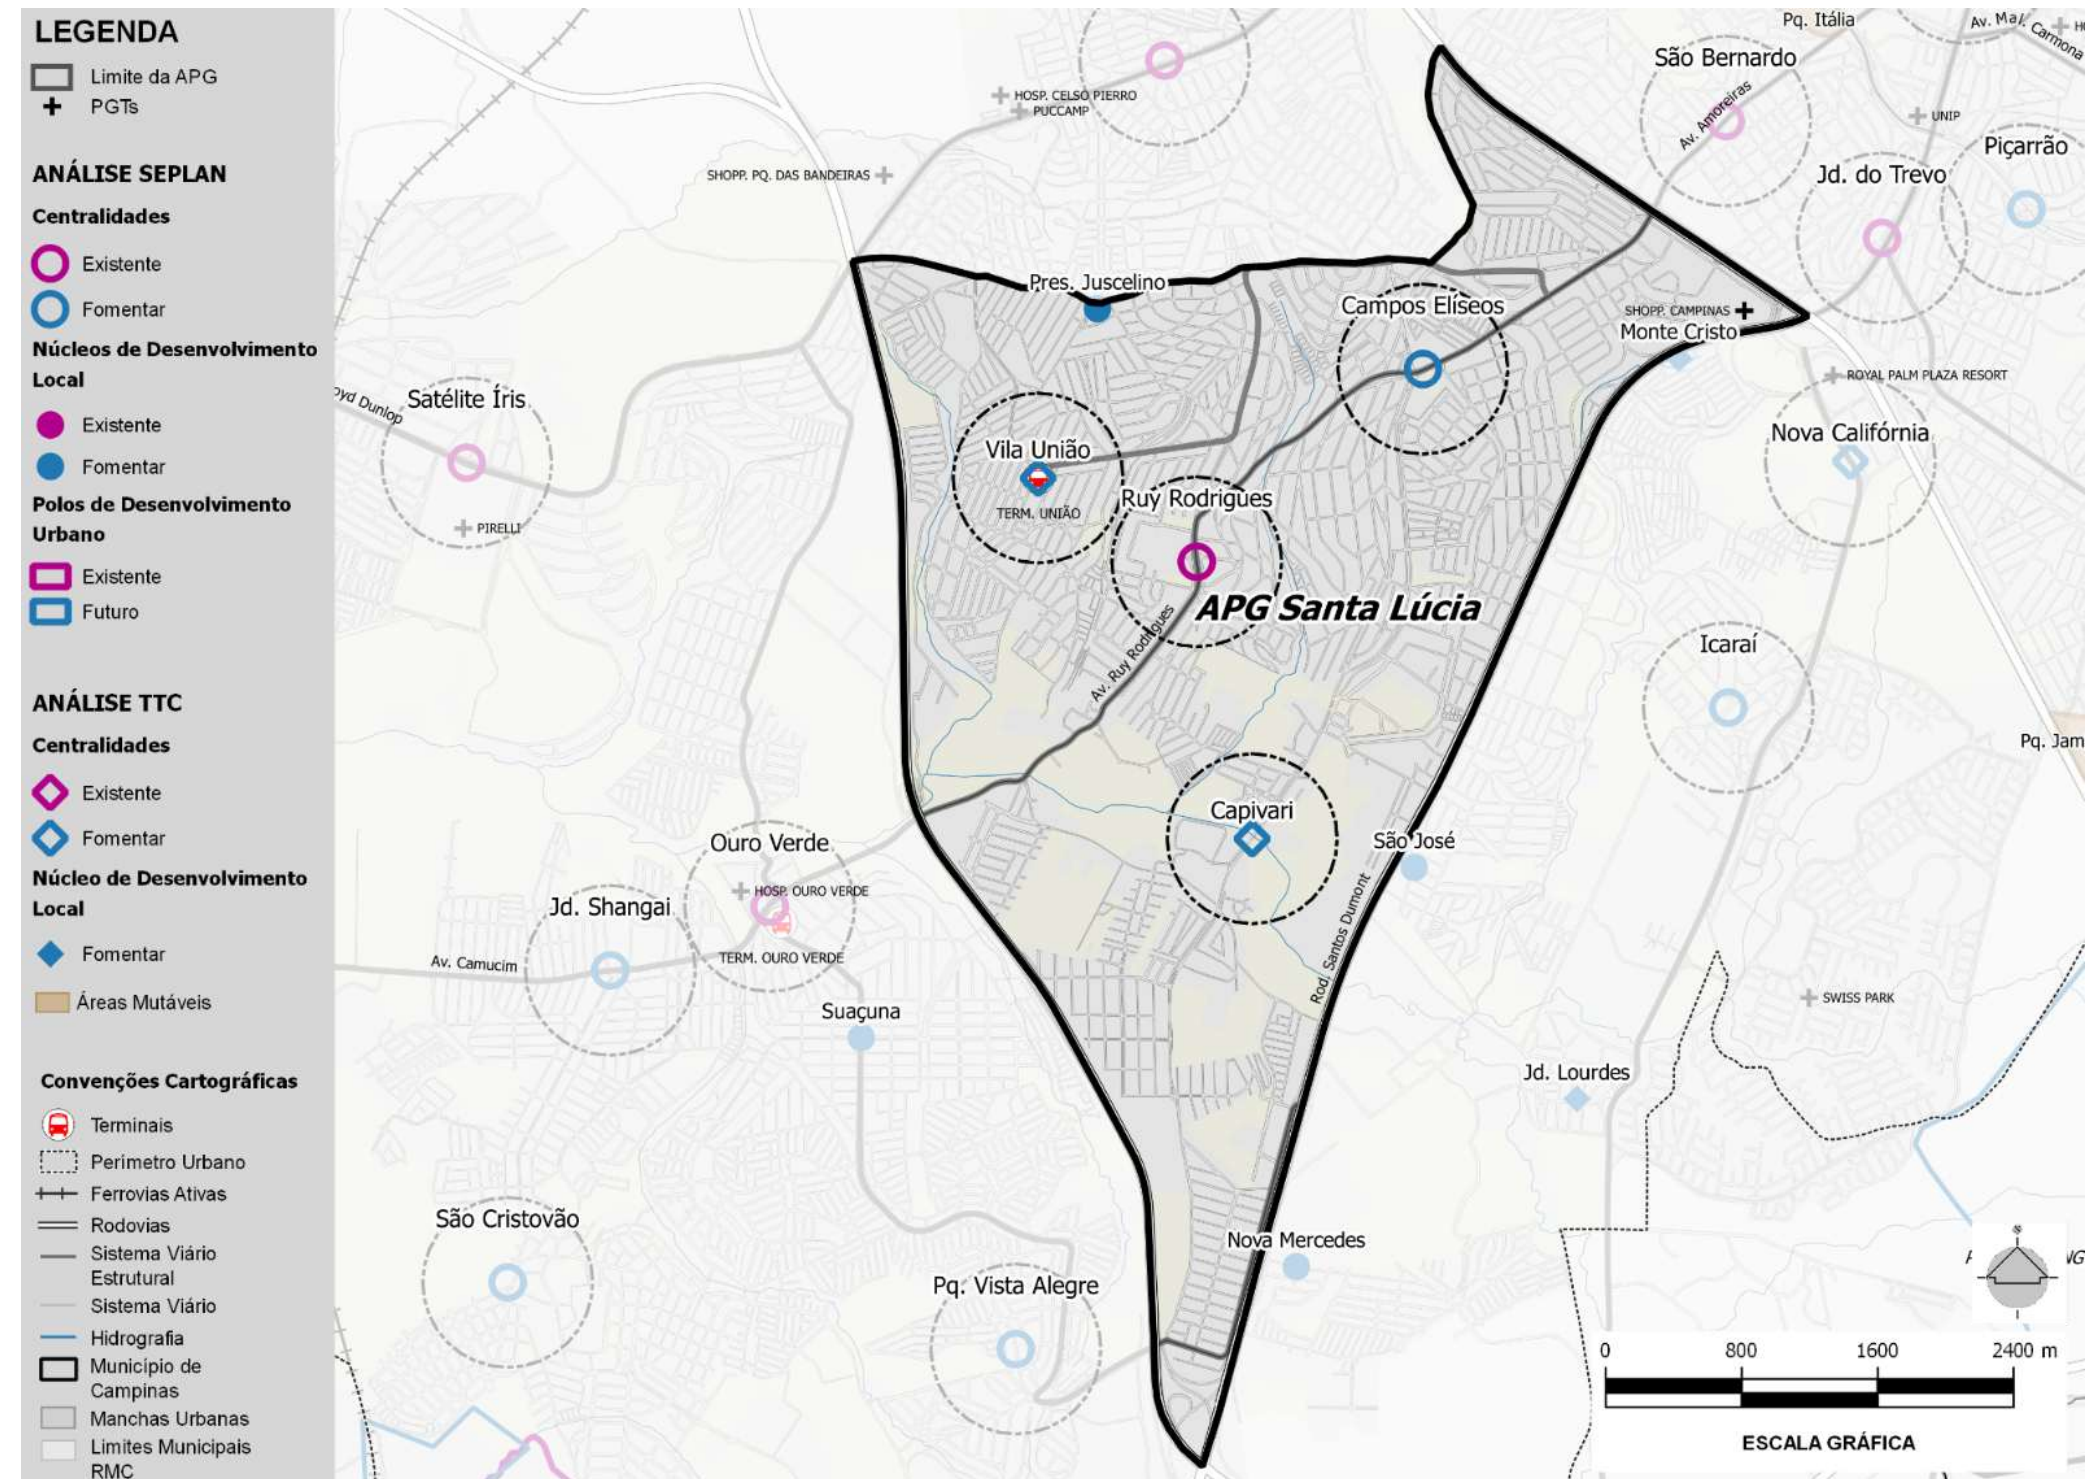 LEGENDA
Limite da APG
PGTs
ANÁLISE SEPLAN
Centralidades
Existente
Fomentar
Núcleos de Desenvolvimento
Local
Existente
Fomentar
Polos de Desenvolvimento
Urbano
Existente
Futuro
ANÁLISE TTC
Centralidades
Existente
Fomentar
Núcleo de Desenvolvimento
Local
Fomentar
Áreas Mutáveis
Convenções Cartográficas
Terminais
Perimetro Urbano
Ferrovias Ativas
Rodovias
Sistema Viário
Estrutural
Sistema Viário
Hidrografia
Município de
Campinas
Manchas Urbanas
Limites Municipais
RMC
Pq. Itália
Av. Mal. Carmona
São Bernardo
Av. Amoreiras
HOSP. CELSO PIERRO
PUCCAMP
UNIP
Piçarrão
Jd. do Trevo
SHOPP. PQ. DAS BANDEIRAS
Pres. Juscelino
Campos Elíseos
SHOPP. CAMPINAS
Monte Cristo
ROYAL PALM PLAZA RESORT
oyd Dunlop
Satélite Íris
Nova Califórnia
Vila União
TERM. UNIÃO
Ruy Rodrigues
PIRELLI
APG Santa Lúcia
Av. Ruy Rodrigues
Icaraí
Pq. Jam
Capivari
São José
Ouro Verde
HOSP. OURO VERDE
Jd. Shangai
TERM. OURO VERDE
Av. Camucim
Rod. Santos Dumont
SWISS PARK
Suaçuna
Jd. Lourdes
São Cristovão
Nova Mercedes
Pq. Vista Alegre
N
0 800 1600 2400 m
ESCALA GRÁFICA